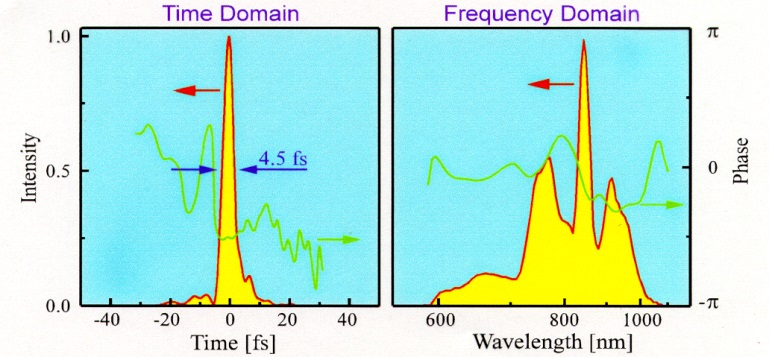 Time Domain
Frequency Domain
1.0
0.5
0.0
Intensity
4.5 fs
-40 -20 0 20 40
Time [fs]
600 800 1000
Wavelength [nm]
π
0
-π
Phase